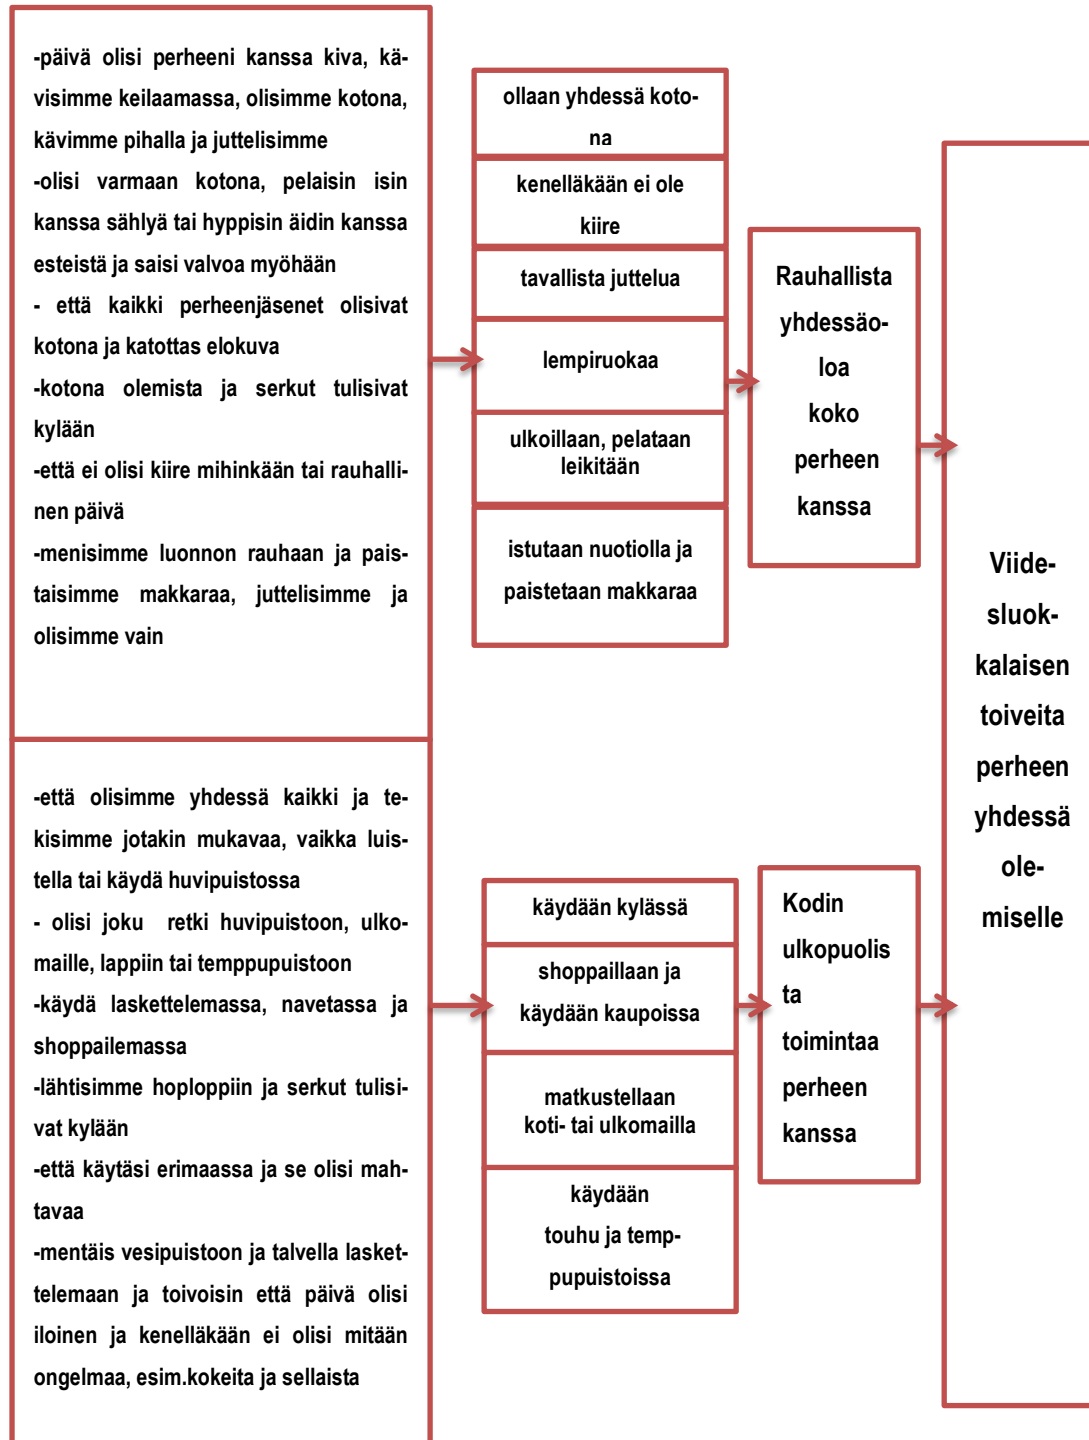 -päivä olisi perheeni kanssa kiva, kä-
visimme keilaamassa, olisimme kotona,
kävimme pihalla ja juttelisimme
-olisi varmaan kotona, pelaisin isin
kanssa sählyä tai hyppisin äidin kanssa
esteistä ja saisi valvoa myöhään
- että kaikki perheenjäsenet olisivat
kotona ja katottas elokuva
-kotona olemista ja serkut tulisivat
kylään
-että ei olisi kiire mihinkään tai rauhalli-
nen päivä
-menisimme luonnon rauhaan ja pais-
taisimme makkaraa, juttelisimme ja
olisimme vain
ollaan yhdessä koto-
na
kenelläkään ei ole
kiire
tavallista juttelua
lempiruokaa
ulkoillaan, pelataan
leikitään
istutaan nuotiolla ja
paistetaan makkaraa
Rauhallista
yhdessäo-
loa
koko
perheen
kanssa
-että olisimme yhdessä kaikki ja te-
kisimme jotakin mukavaa, vaikka luis-
tella tai käydä huvipuistossa
- olisi joku retki huvipuistoon, ulko-
maille, lappiin tai temppupuistoon
-käydä laskettelemassa, navetassa ja
shoppailemassa
-lähtisimme hoploppiin ja serkut tulisi-
vat kylään
-että käytäsi erimaassa ja se olisi mah-
tavaa
-mentäis vesipuistoon ja talvella lasket-
telemaan ja toivoisin että päivä olisi
iloinen ja kenelläkään ei olisi mitään
ongelmaa, esim.kokeita ja sellaista
käydään kylässä
shoppaillaan ja
käydään kaupoissa
matkustellaan
koti- tai ulkomailla
käydään
touhu ja temp-
pupuistoissa
Kodin
ulkopuolis
ta
toimintaa
perheen
kanssa
Viide-
sluok-
kalaisen
toiveita
perheen
yhdessä
ole-
miselle